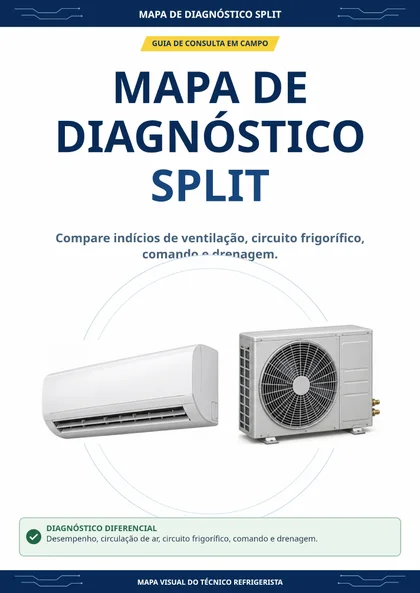 MAPA DE DIAGNÓSTICO SPLIT
GUIA DE CONSULTA EM CAMPO
MAPA DE
DIAGNÓSTICO
SPLIT
Compare indícios de ventilação, circuito frigorífico,
comando e drenagem.
DIAGNÓSTICO DIFERENCIAL
Desempenho, circulação de ar, circuito frigorífico, comando e drenagem.
MAPA VISUAL DO TÉCNICO REFRIGERISTA